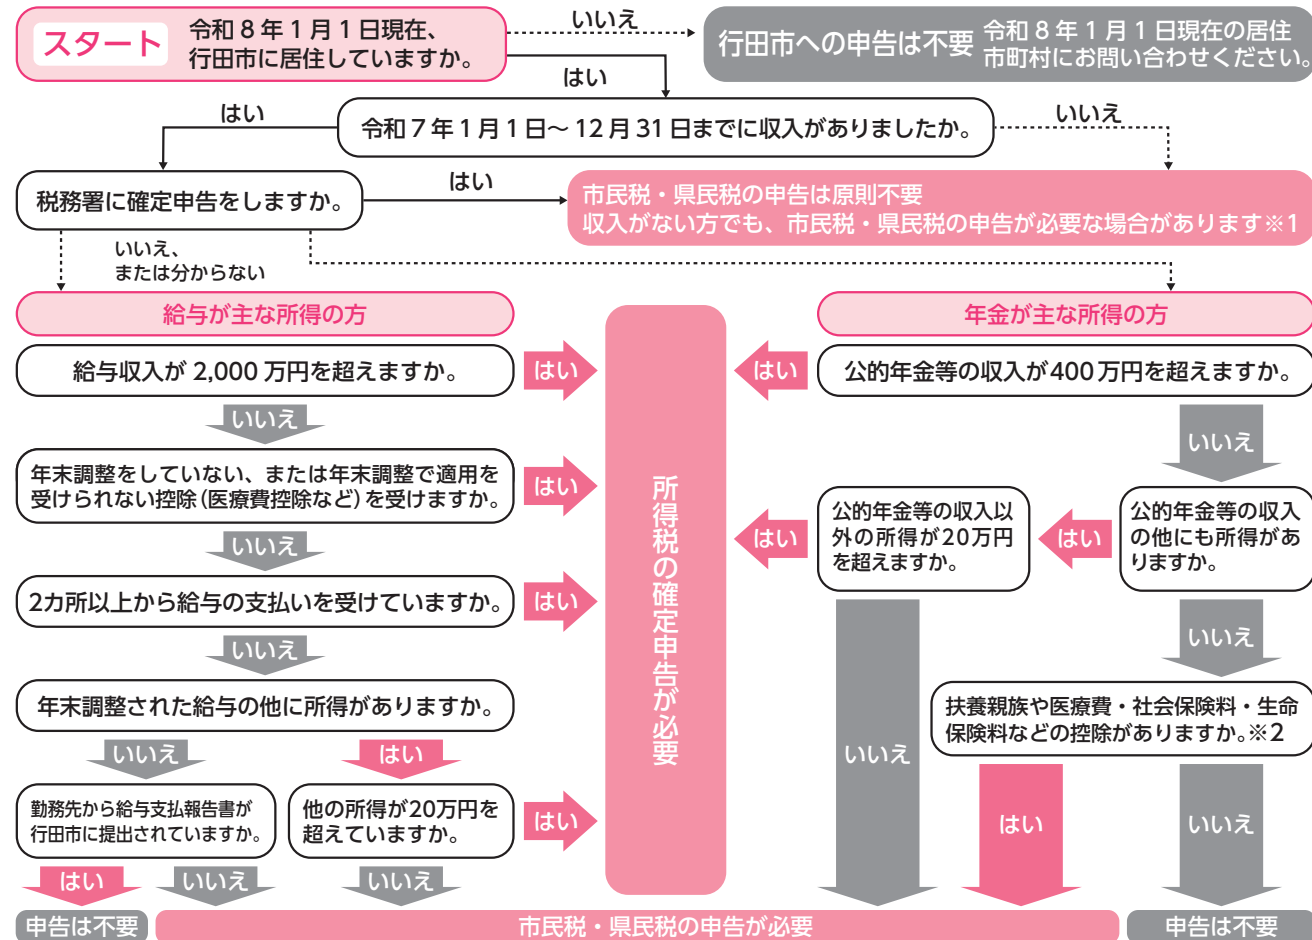 スタート
令和8年1月1日現在、
行田市に居住していますか。
いいえ
行田市への申告は不要
令和8年1月1日現在の居住
市町村にお問い合わせください。
はい
はい
令和7年1月1日～12月31日までに収入がありましたか。
いいえ
税務署に確定申告をしますか。
はい
市民税・県民税の申告は原則不要
収入がない方でも、市民税・県民税の申告が必要な場合があります※1
いいえ、
または分からない
給与が主な所得の方
給与収入が2,000万円を超えますか。
はい
いいえ
年末調整をしていない、または年末調整で適用を
受けられない控除(医療費控除など)を受けますか。
はい
いいえ
2カ所以上から給与の支払いを受けていますか。
はい
いいえ
年末調整された給与の他に所得がありますか。
いいえ
はい
勤務先から給与支払報告書が
行田市に提出されていますか。
他の所得が20万円を
超えていますか。
はい
はい
いいえ
いいえ
所得税の確定申告が必要
年金が主な所得の方
はい
公的年金等の収入が400万円を超えますか。
いいえ
はい
公的年金等の収入以
外の所得が20万円
を超えますか。
はい
公的年金等の収入
の他にも所得があ
りますか。
いいえ
いいえ
扶養親族や医療費・社会保険料・生命
保険料などの控除がありますか。※2
はい
いいえ
申告は不要
市民税・県民税の申告が必要
申告は不要